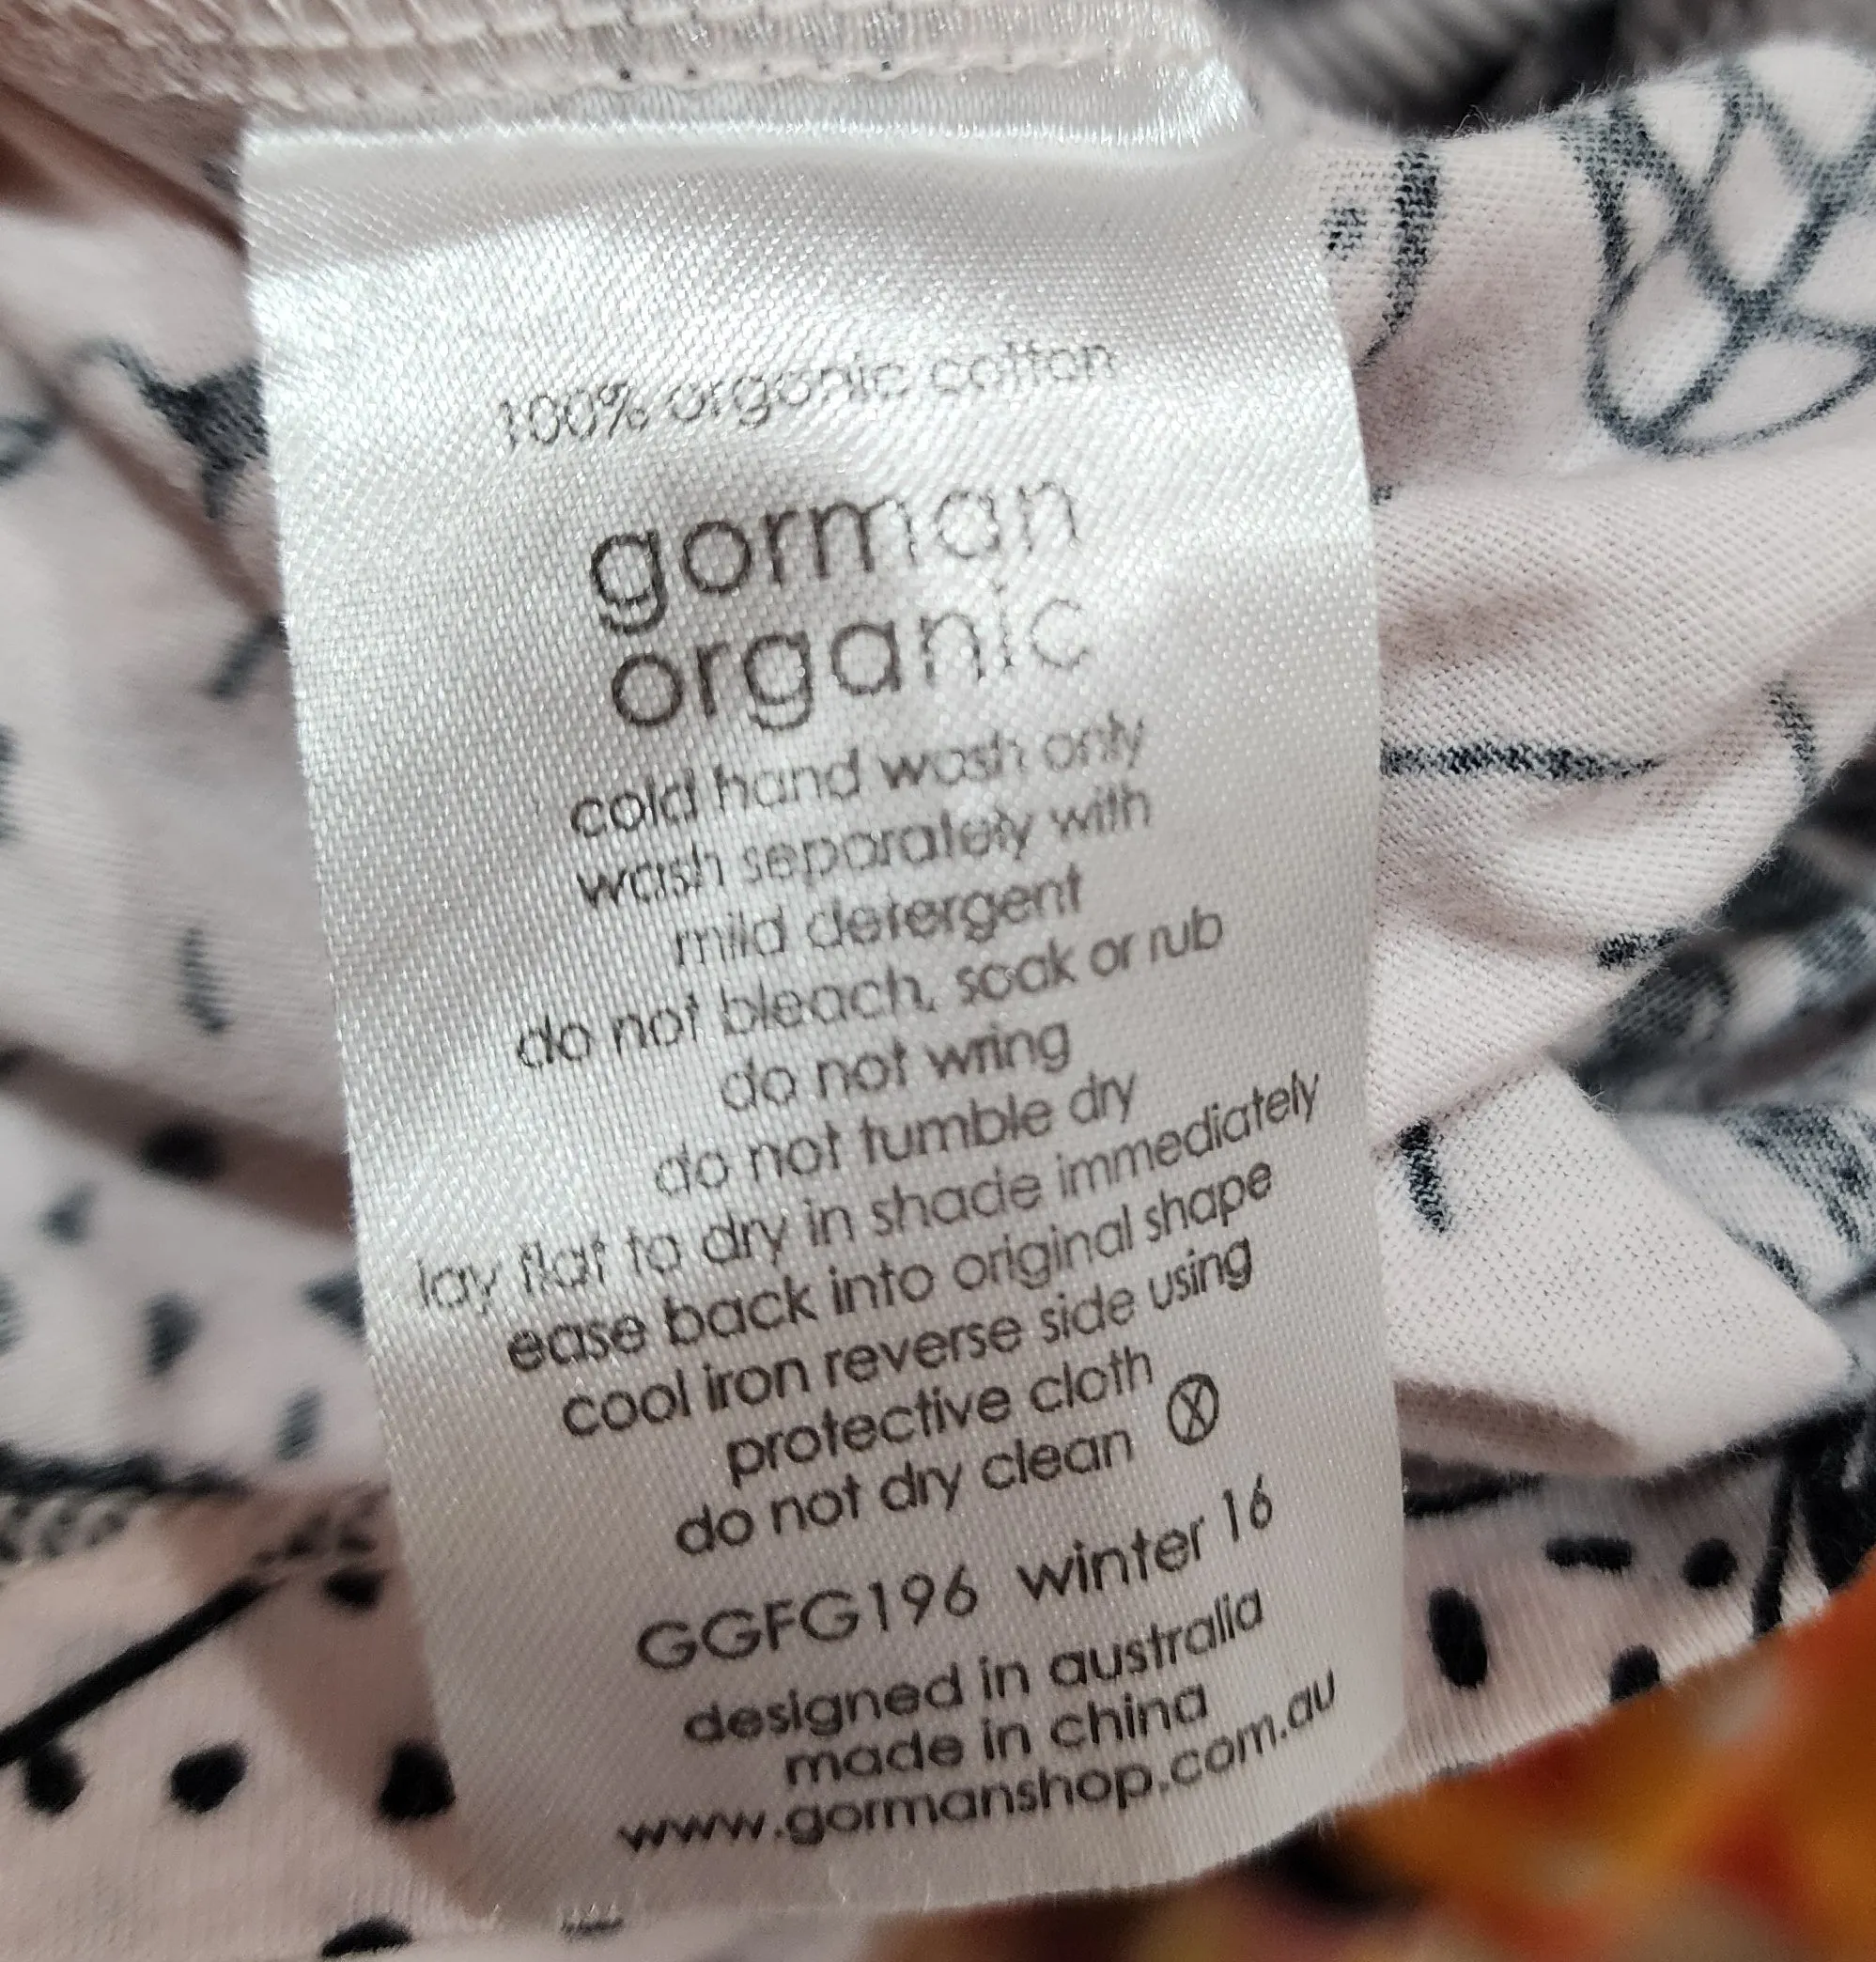 100% organic cotton
gorman
organic
cold hand wash only
wash separately with
mild detergent
do not bleach, soak or rub
do not wring
do not tumble dry
lay flat to dry in shade immediately
ease back into original shape
cool iron reverse side using
protective cloth
do not dry clean
GGFG196 winter 16
designed in australia
made in china
www.gormanshop.com.au